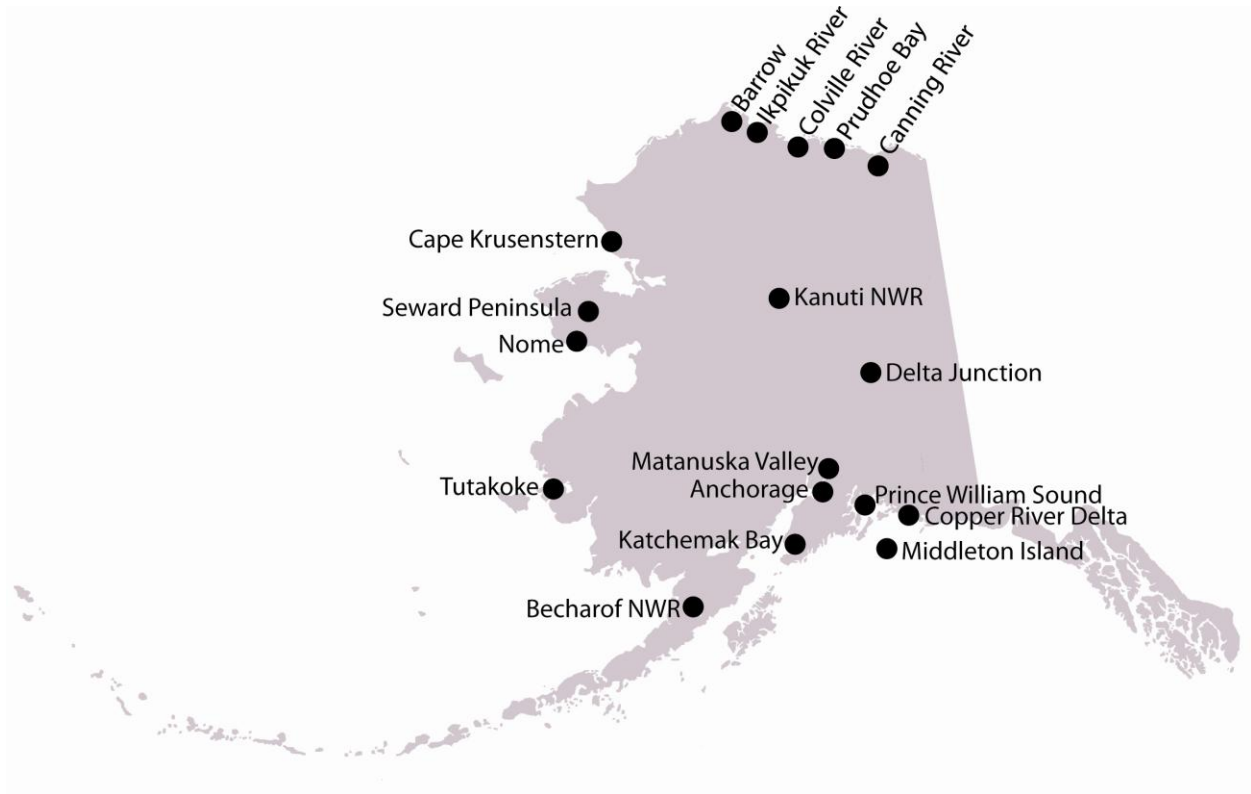 Barrow
Ikpikuk River
Colville River
Prudhoe Bay
Canning River
Cape Krusenstern
Kanuti NWR
Seward Peninsula
Nome
Delta Junction
Matanuska Valley
Tutakoke
Anchorage
Prince William Sound
Copper River Delta
Katchemak Bay
Middleton Island
Becharof NWR